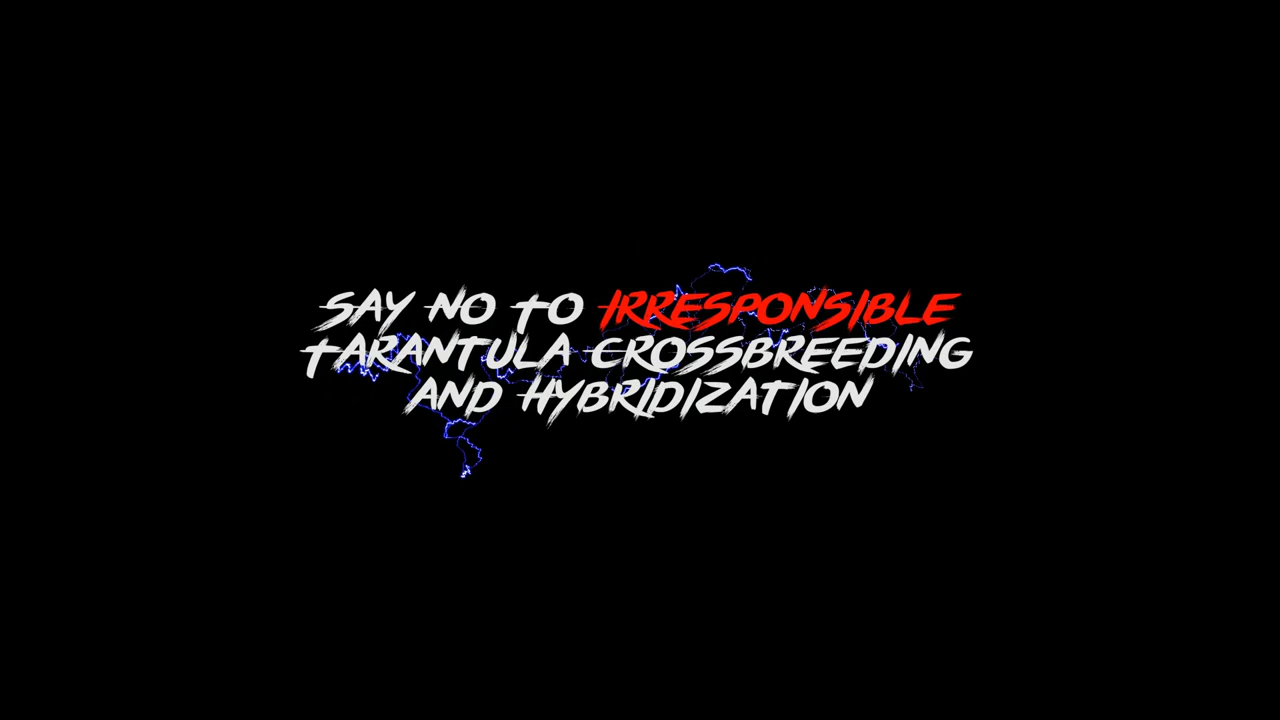 SAY NO TO IRRESPONSIBLE
TARANTULA CROSSBREEDING
AND HYBRIDIZATION